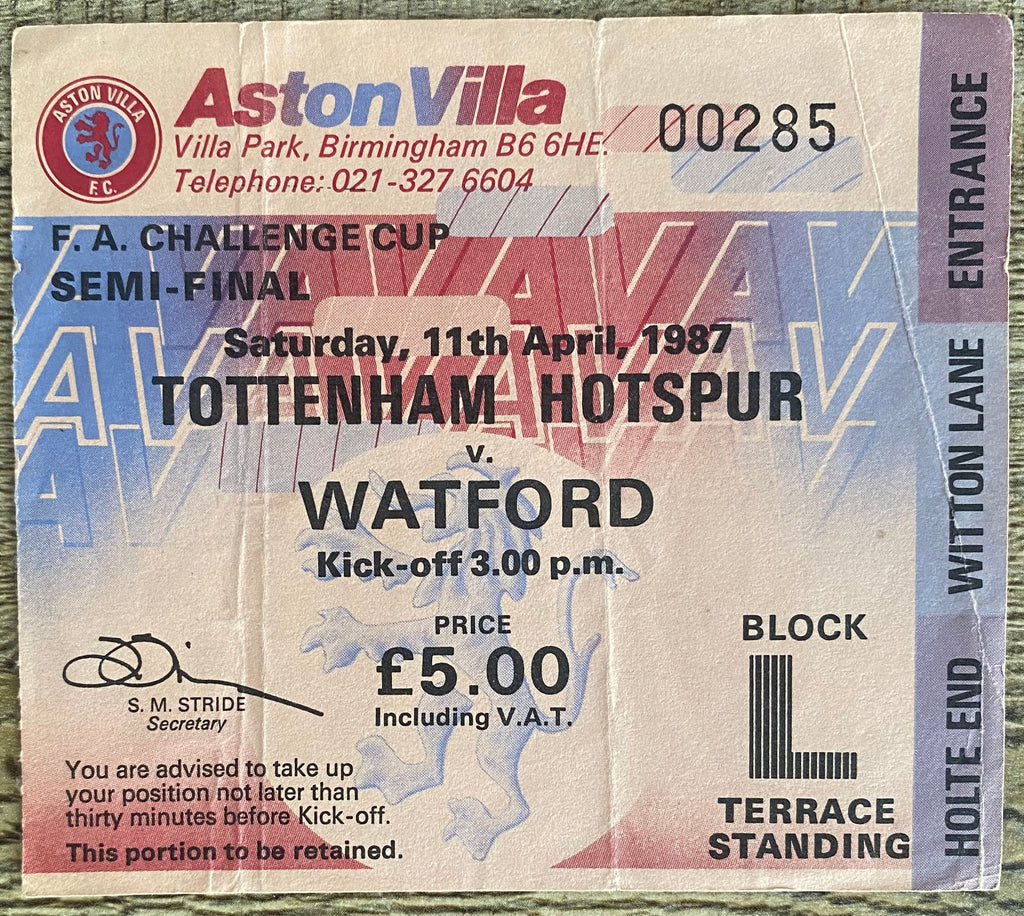 ASTON VILLA
F.C.
Aston Villa
Villa Park, Birmingham B6 6HE.
Telephone: 021-327 6604
00285
F. A. CHALLENGE CUP
SEMI-FINAL
Saturday, 11th April, 1987
TOTTENHAM HOTSPUR
v.
WATFORD
Kick-off 3.00 p.m.
PRICE
£5.00
Including V.A.T.
S. M. STRIDE
Secretary
You are advised to take up
your position not later than
thirty minutes before Kick-off.
This portion to be retained.
BLOCK
L
TERRACE
STANDING
HOLTE END WITTON LANE ENTRANCE